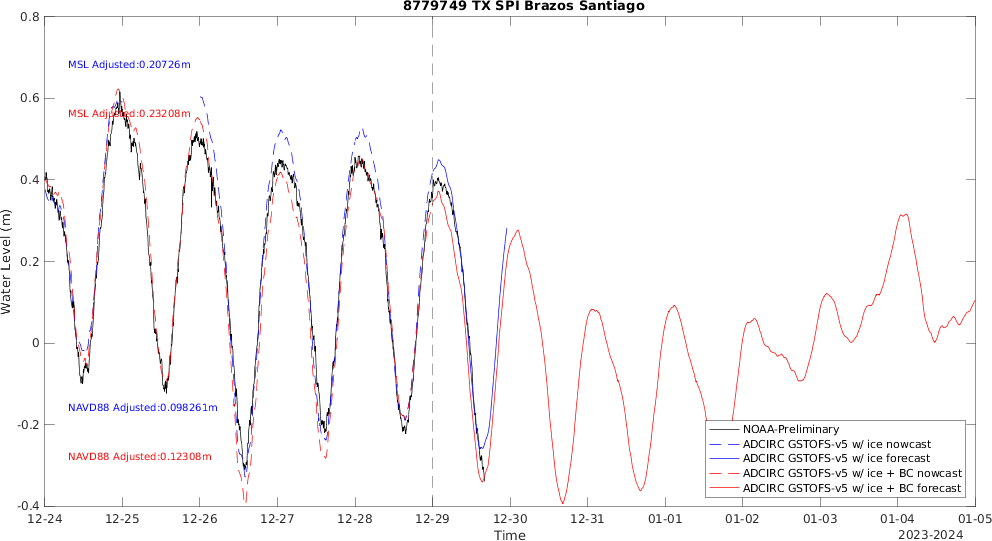 8779749 TX SPI Brazos Santiago
0.8
0.6
0.4
0.2
0
-0.2
-0.4
Water Level (m)
MSL Adjusted:0.20726m
MSL Adjusted:0.23208m
NAVD88 Adjusted:0.098261m
NAVD88 Adjusted:0.12308m
NOAA-Preliminary
ADCIRC GSTOFS-v5 w/ ice nowcast
ADCIRC GSTOFS-v5 w/ ice forecast
ADCIRC GSTOFS-v5 w/ ice + BC nowcast
ADCIRC GSTOFS-v5 w/ ice + BC forecast
12-24 12-25 12-26 12-27 12-28 12-29 12-30 12-31 01-01 01-02 01-03 01-04 01-05
Time
2023-2024